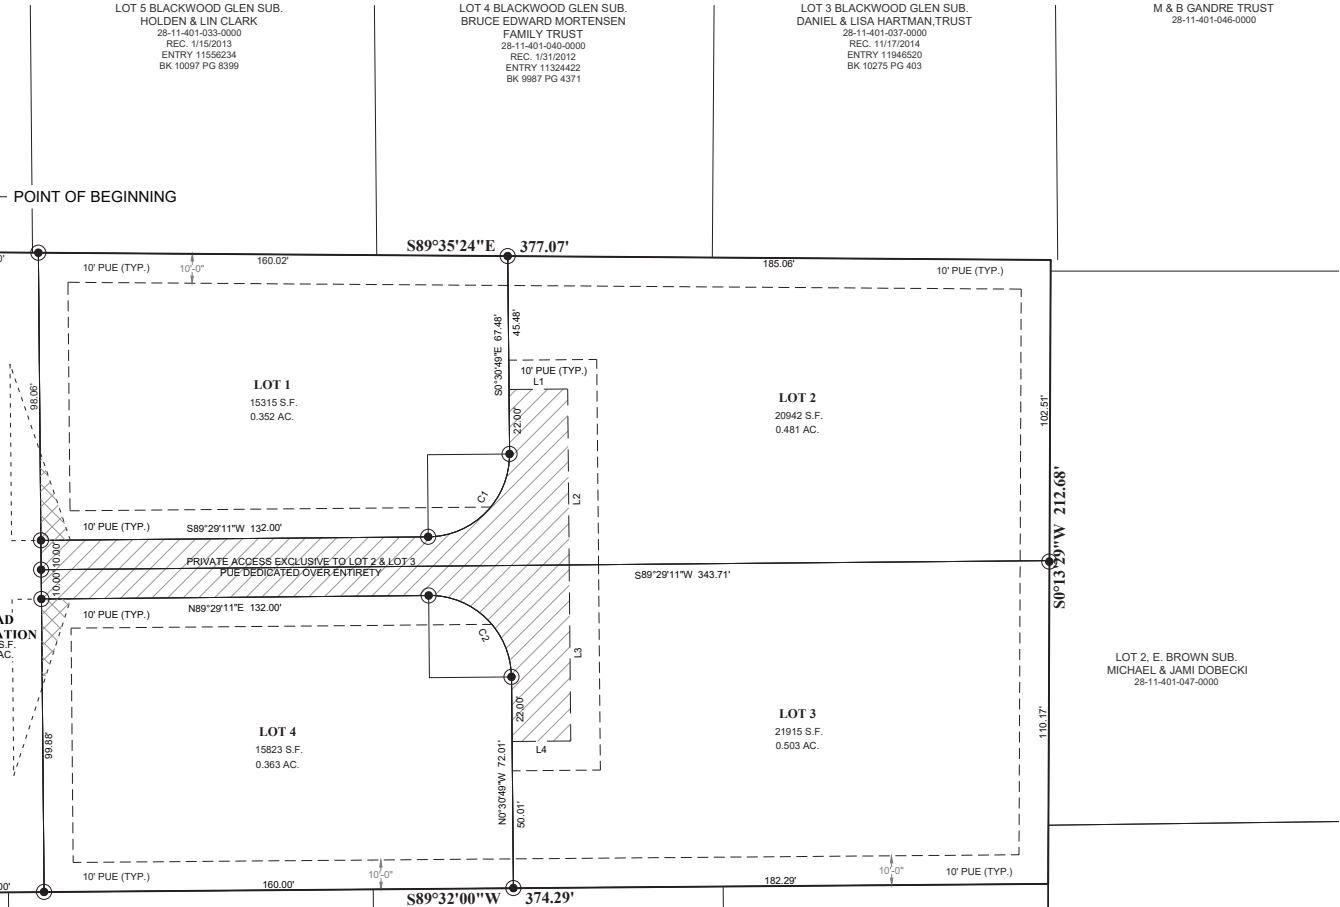 LOT 5 BLACKWOOD GLEN SUB.
HOLDEN & LIN CLARK
28-11-401-033-0000
REC. 1/15/2013
ENTRY 11556234
BK 10097 PG 8399
LOT 4 BLACKWOOD GLEN SUB.
BRUCE EDWARD MORTENSEN
FAMILY TRUST
28-11-401-040-0000
REC. 1/31/2012
ENTRY 11324422
BK 9987 PG 4371
LOT 3 BLACKWOOD GLEN SUB.
DANIEL & LISA HARTMAN,TRUST
28-11-401-037-0000
REC. 11/17/2014
ENTRY 11946520
BK 10275 PG 403
M & B GANDRE TRUST
28-11-401-046-0000
POINT OF BEGINNING
S89°35'24"E 377.07'
0'
10' PUE (TYP.)
10'-0"
160.02'
185.06'
10' PUE (TYP.)
98.06'
LOT 1
15315 S.F.
0.352 AC.
S0°30'49"E 67.48'
45.48'
22.00'
10' PUE (TYP.)
L1
LOT 2
20942 S.F.
0.481 AC.
102.51'
S0°13'29"W 212.68'
C1
L2
10' PUE (TYP.)
S89°29'11"W 132.00'
10.00'
10.00'
PRIVATE ACCESS EXCLUSIVE TO LOT 2 & LOT 3
PUE DEDICATED OVER ENTIRETY
S89°29'11"W 343.71'
10' PUE (TYP.)
N89°29'11"E 132.00'
AD
ATION
S.F.
AC.
C2
L3
LOT 2, E. BROWN SUB.
MICHAEL & JAMI DOBECKI
28-11-401-047-0000
99.88'
LOT 4
15823 S.F.
0.363 AC.
22.00'
L4
N0°30'49"W 72.01'
50.01'
LOT 3
21915 S.F.
0.503 AC.
110.17'
10' PUE (TYP.)
10'-0"
10'-0"
10' PUE (TYP.)
00'
160.00'
182.29'
S89°32'00"W 374.29'